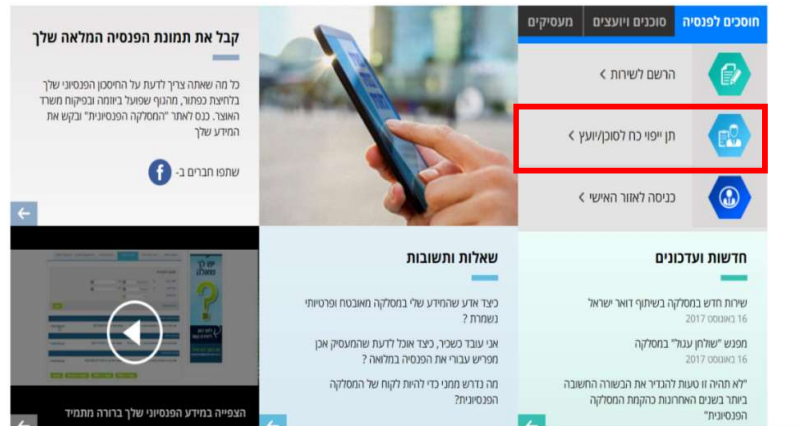 חוסכים לפנסיה
סוכנים ויועצים
מעסיקים
הרשם לשירות >
תן ייפוי כח לסוכן/יועץ >
כניסה לאזור האישי >
קבל את תמונת הפנסיה המלאה שלך
כל מה שאתה צריך לדעת על החיסכון הפנסיוני שלך
בלחיצת כפתור, מהגוף שפועל ביוזמה ובפיקוח משרד
האוצר. כנס לאתר "המסלקה הפנסיונית" ובקש את
המידע שלך
שתפו חברים ב-
חדשות ועדכונים
שירות חדש במסלקה בשיתוף דואר ישראל
16 באוגוסט 2017
מפגש "שולחן עגול" במסלקה
16 באוגוסט 2017
"לא תהיה זו טעות להגדיר את הבשורה החשובה
ביותר בשנים האחרונות כהקמת המסלקה
הפנסיונית"
שאלות ותשובות
כיצד אדע שהמידע שלי במסלקה מאובטח ופרטיותי
נשמרת ?
אני עובד כשכיר, כיצד אוכל לדעת שהמעסיק אכן
מפריש עבורי את הפנסיה במלואה ?
מה נדרש ממני כדי להיות לקוח של המסלקה
הפנסיונית?
יש לך
שאלה
הצפייה במידע הפנסיוני שלך ברורה מתמיד